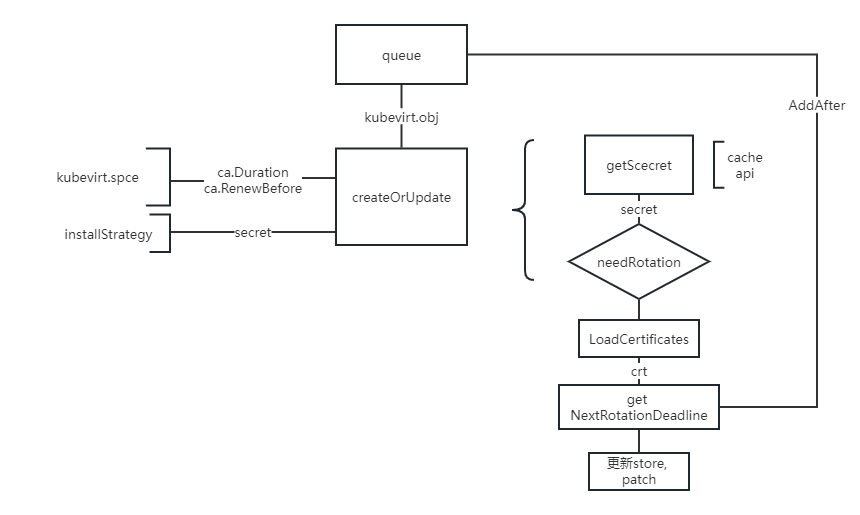 queue
AddAfter
kubevirt.obj
kubevirt.spce
ca.Duration
ca.RenewBefore
createOrUpdate
installStrategy
secret
getScecret
cache
api
secret
needRotation
LoadCertificates
crt
get
NextRotationDeadline
更新store,
patch